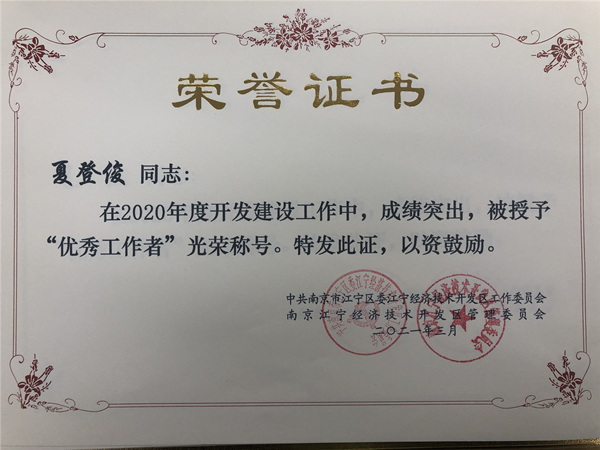 荣誉证书
夏登俊 同志：
在2020年度开发建设工作中，成绩突出，被授予
“优秀工作者”光荣称号。特发此证，以资鼓励。
中共南京市江宁区委江宁经济技术开发区工作委员会
南京江宁经济技术开发区管理委员会
二〇二一年三月